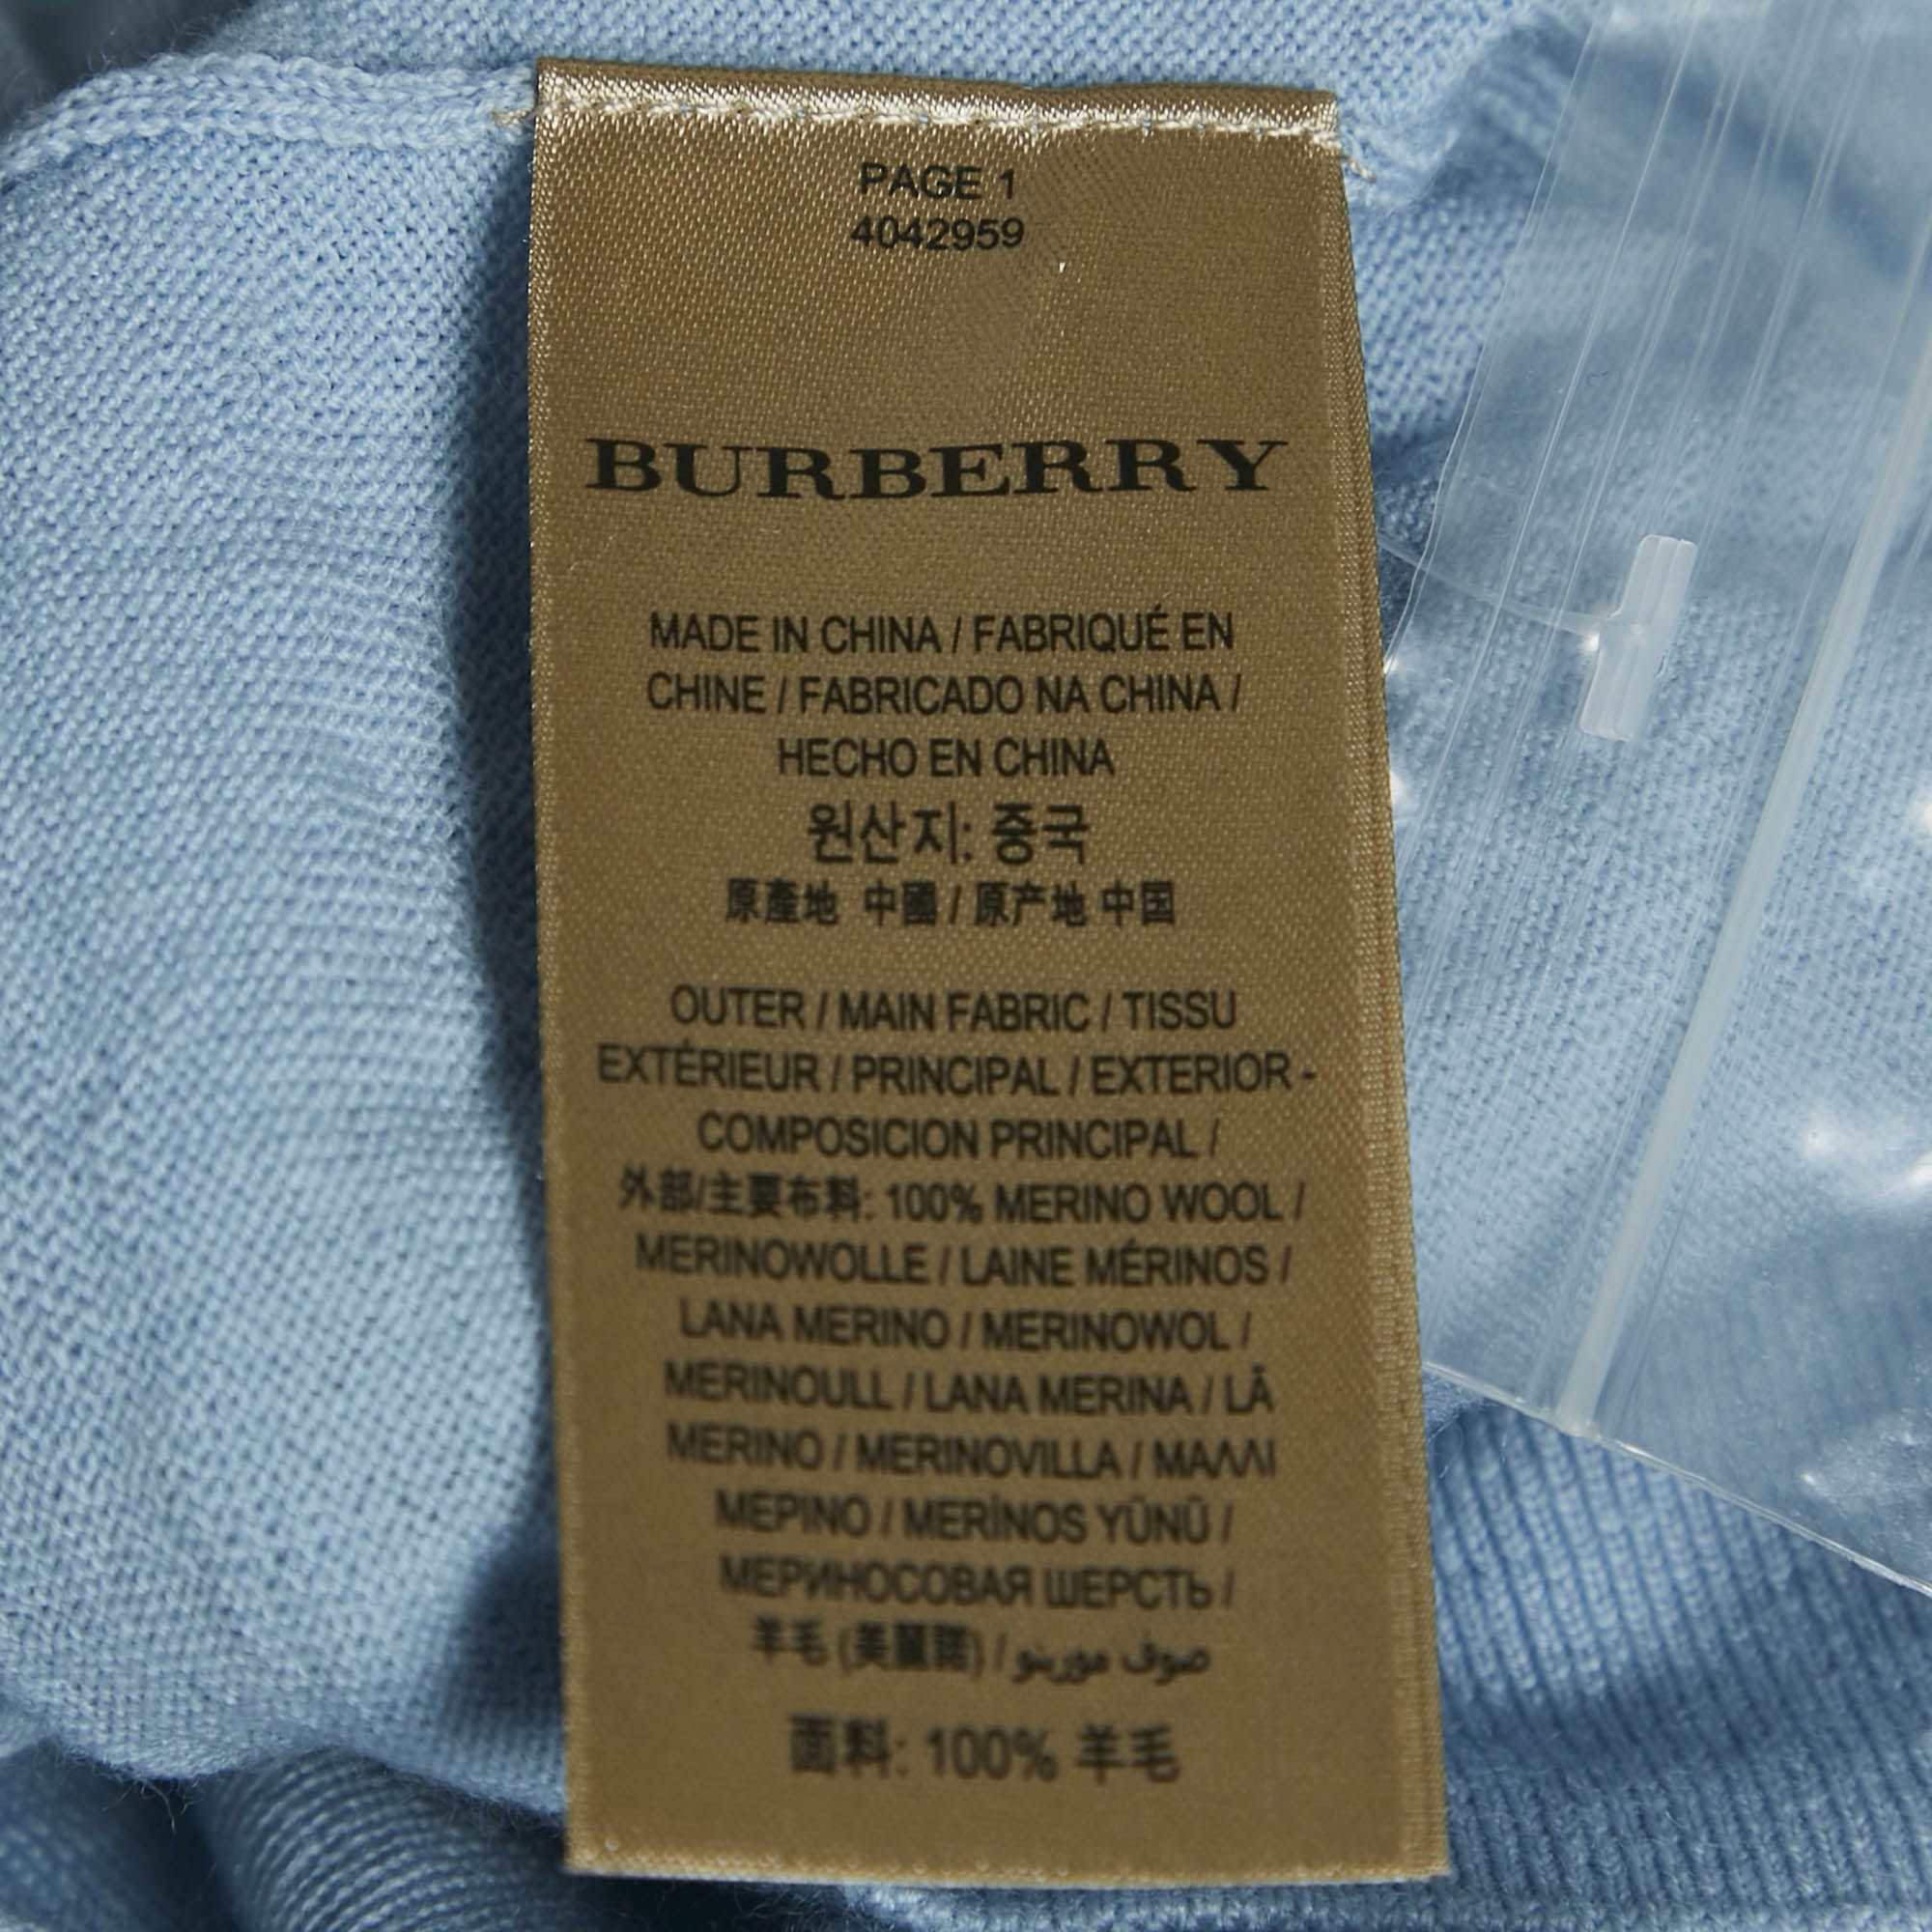 PAGE 1
4042959
BURBERRY
MADE IN CHINA / FABRIQUÉ EN
CHINE / FABRICADO NA CHINA /
HECHO EN CHINA
원산지: 중국
原產地 中國 / 原产地 中国
OUTER / MAIN FABRIC / TISSU
EXTÉRIEUR / PRINCIPAL / EXTERIOR -
COMPOSICION PRINCIPAL /
外部/主要布料: 100% MERINO WOOL /
MERINOWOLLE / LAINE MÉRINOS /
LANA MERINO / MERINOWOL /
MERINOULL / LANA MERINA / LÃ
MERINO / MERINOVILLA / ΜΑΛΛΙ
ΜΕΡΙΝΟ / MERİNOS YÜNÜ /
МЕРИНОСОВАЯ ШЕРСТЬ /
羊毛 (美麗諾) / صوف مورينو
面料: 100% 羊毛